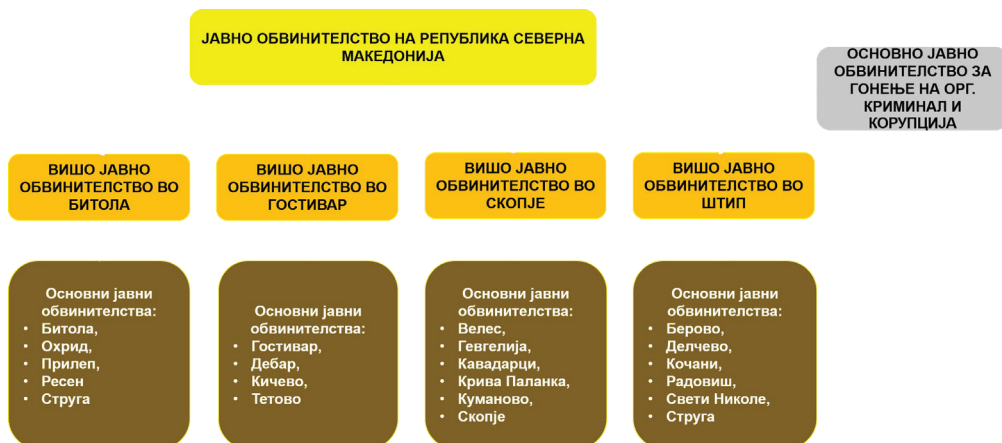 ЈАВНО ОБВИНИТЕЛСТВО НА РЕПУБЛИКА СЕВЕРНА
МАКЕДОНИЈА
ОСНОВНО ЈАВНО
ОБВИНИТЕЛСТВО ЗА
ГОНЕЊЕ НА ОРГ.
КРИМИНАЛ И
КОРУПЦИЈА
ВИШО ЈАВНО
ОБВИНИТЕЛСТВО ВО
БИТОЛА
ВИШО ЈАВНО
ОБВИНИТЕЛСТВО ВО
ГОСТИВАР
ВИШО ЈАВНО
ОБВИНИТЕЛСТВО ВО
СКОПЈЕ
ВИШО ЈАВНО
ОБВИНИТЕЛСТВО ВО
ШТИП
Основни јавни
обвинителства:
• Битола,
• Охрид,
• Прилеп,
• Ресен
• Струга
Основни јавни
обвинителства:
• Гостивар,
• Дебар,
• Кичево,
• Тетово
Основни јавни
обвинителства:
• Велес,
• Гевгелија,
• Кавадарци,
• Крива Паланка,
• Куманово,
• Скопје
Основни јавни
обвинителства:
• Берово,
• Делчево,
• Кочани,
• Радовиш,
• Свети Николе,
• Струга